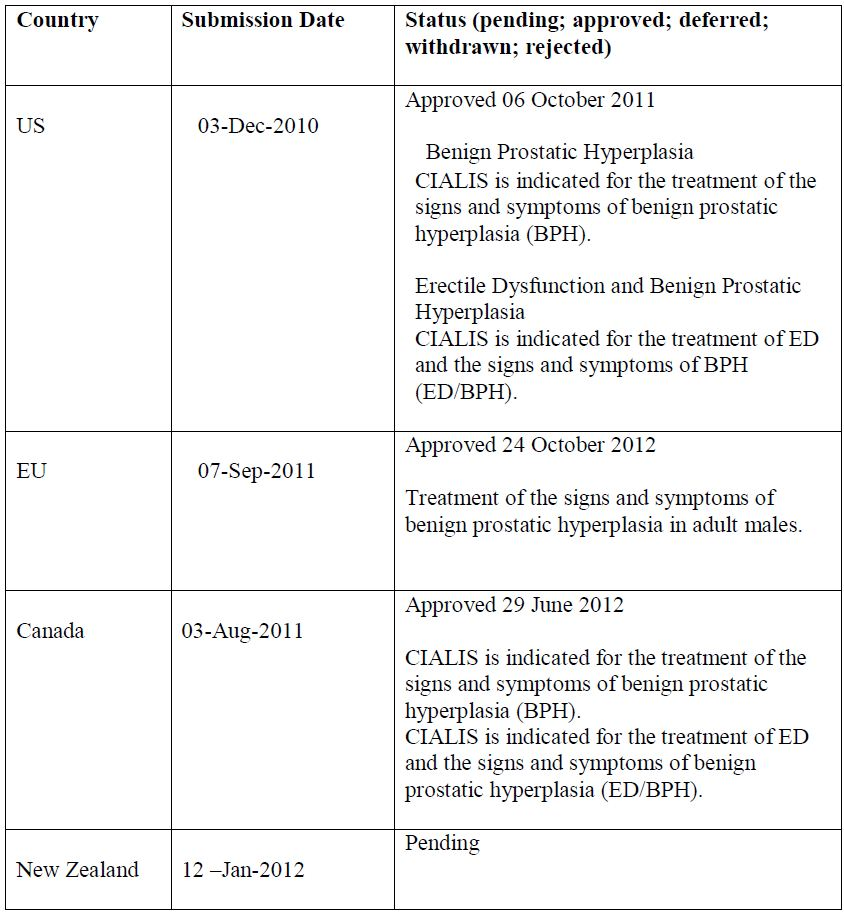 Country
Submission Date
Status (pending; approved; deferred;
withdrawn; rejected)
US
03-Dec-2010
Approved 06 October 2011
Benign Prostatic Hyperplasia
CIALIS is indicated for the treatment of the
signs and symptoms of benign prostatic
hyperplasia (BPH).
Erectile Dysfunction and Benign Prostatic
Hyperplasia
CIALIS is indicated for the treatment of ED
and the signs and symptoms of BPH
(ED/BPH).
EU
07-Sep-2011
Approved 24 October 2012
Treatment of the signs and symptoms of
benign prostatic hyperplasia in adult males.
Canada
03-Aug-2011
Approved 29 June 2012
CIALIS is indicated for the treatment of the
signs and symptoms of benign prostatic
hyperplasia (BPH).
CIALIS is indicated for the treatment of ED
and the signs and symptoms of benign
prostatic hyperplasia (ED/BPH).
New Zealand
12 –Jan-2012
Pending